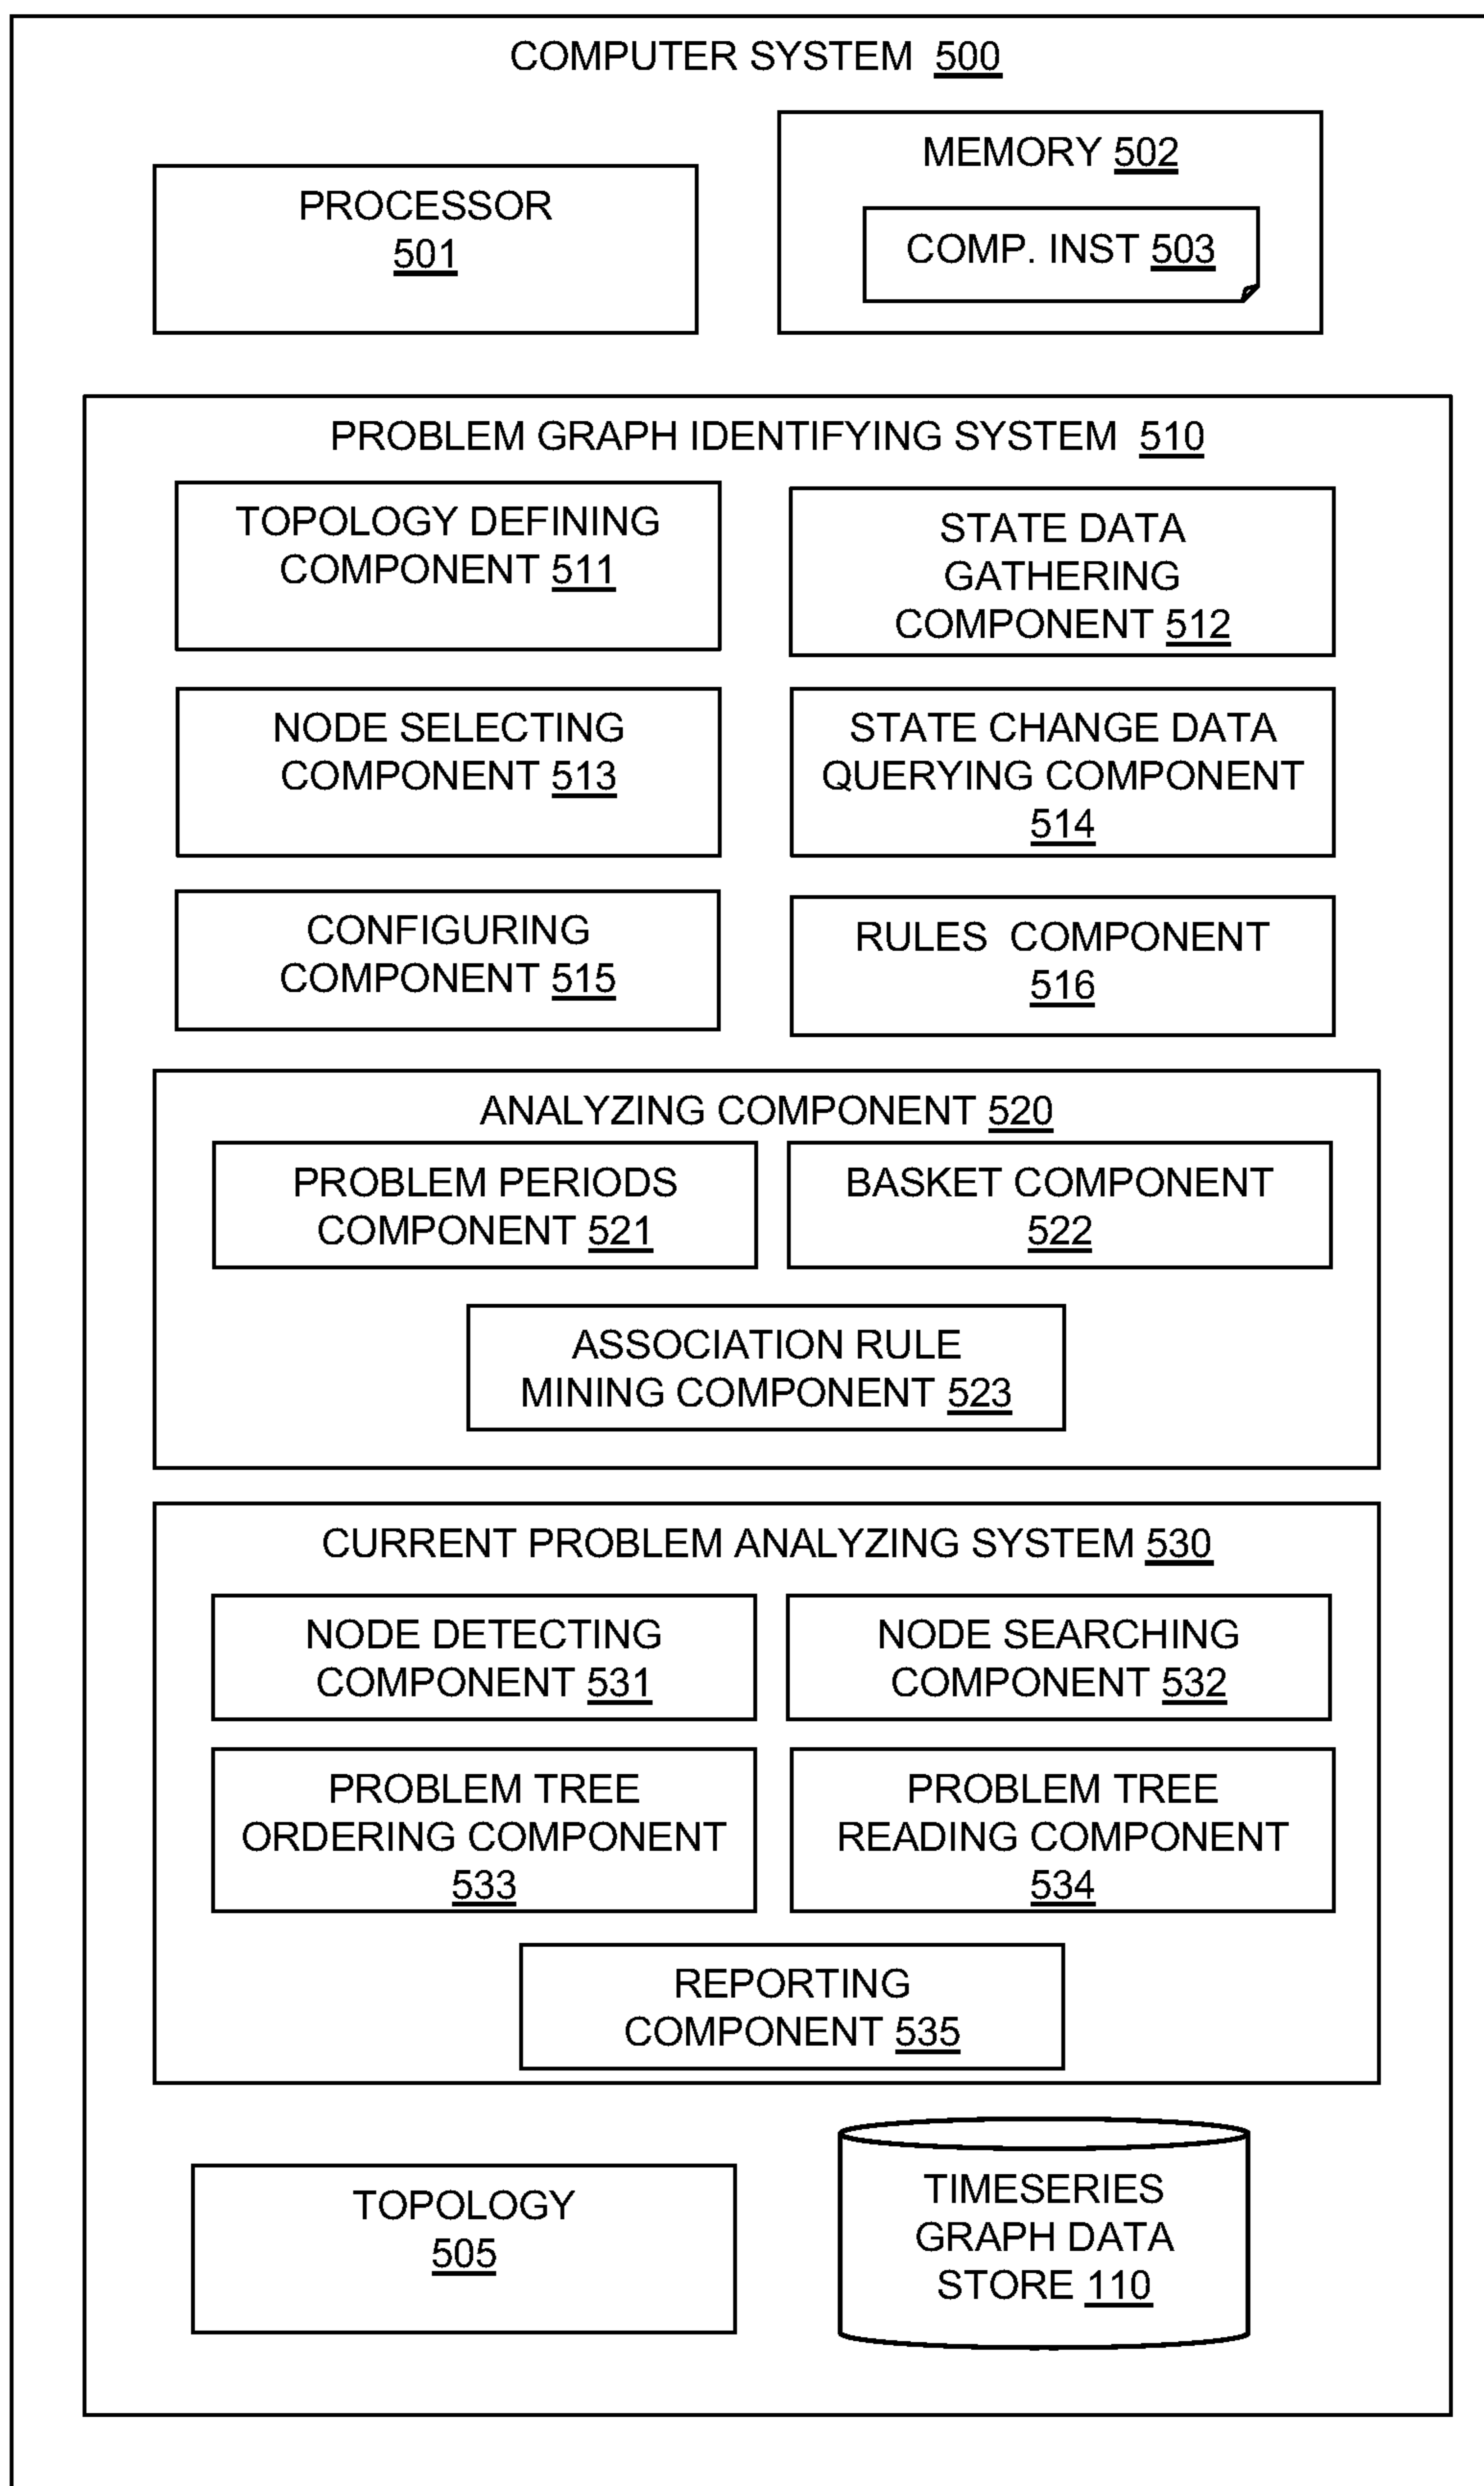 COMPUTER SYSTEM 500
PROCESSOR
501
MEMORY 502
COMP. INST 503
PROBLEM GRAPH IDENTIFYING SYSTEM 510
TOPOLOGY DEFINING
COMPONENT 511
STATE DATA
GATHERING
COMPONENT 512
NODE SELECTING
COMPONENT 513
STATE CHANGE DATA
QUERYING COMPONENT
514
CONFIGURING
COMPONENT 515
RULES COMPONENT
516
ANALYZING COMPONENT 520
PROBLEM PERIODS
COMPONENT 521
BASKET COMPONENT
522
ASSOCIATION RULE
MINING COMPONENT 523
CURRENT PROBLEM ANALYZING SYSTEM 530
NODE DETECTING
COMPONENT 531
NODE SEARCHING
COMPONENT 532
PROBLEM TREE
ORDERING COMPONENT
533
PROBLEM TREE
READING COMPONENT
534
REPORTING
COMPONENT 535
TOPOLOGY
505
TIMESERIES
GRAPH DATA
STORE 110